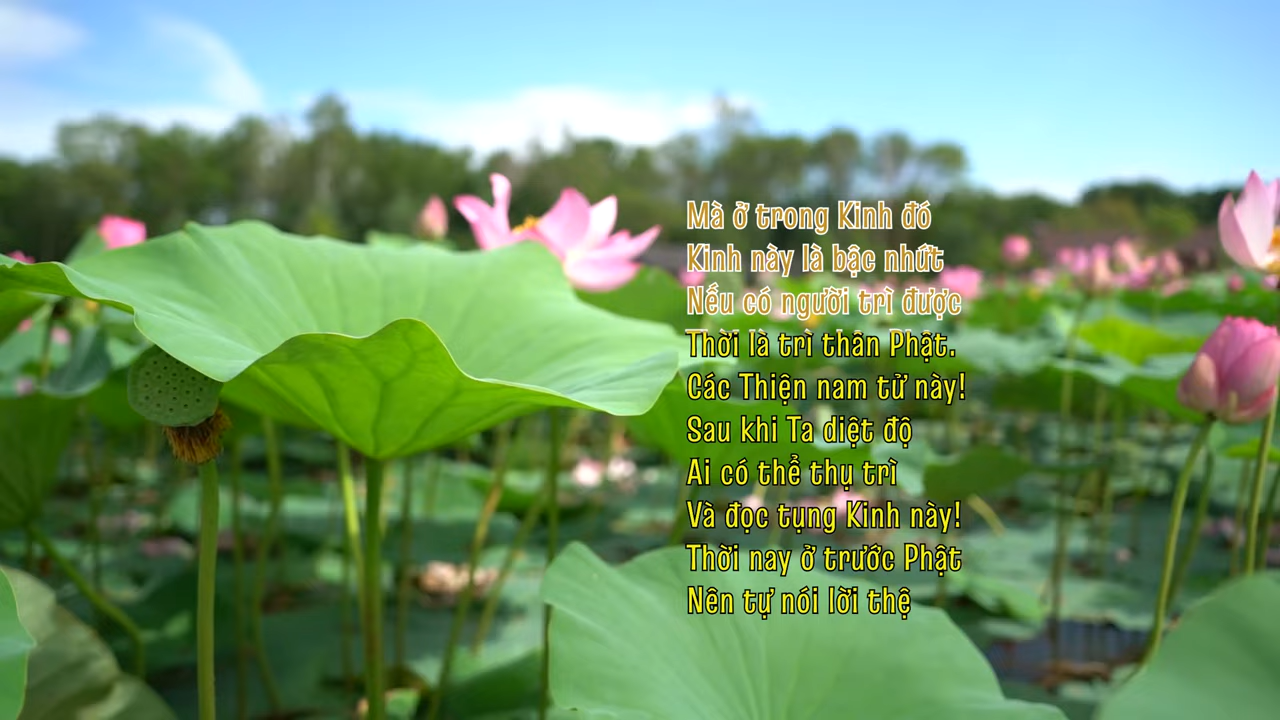 Mà ở trong Kinh đó
Kinh này là bậc nhứt
Nếu có người trì được
Thời là trì thân Phật.
Các Thiện nam tử này!
Sau khi Ta diệt độ
Ai có thể thụ trì
Và đọc tụng Kinh này!
Thời nay ở trước Phật
Nên tự nói lời thệ